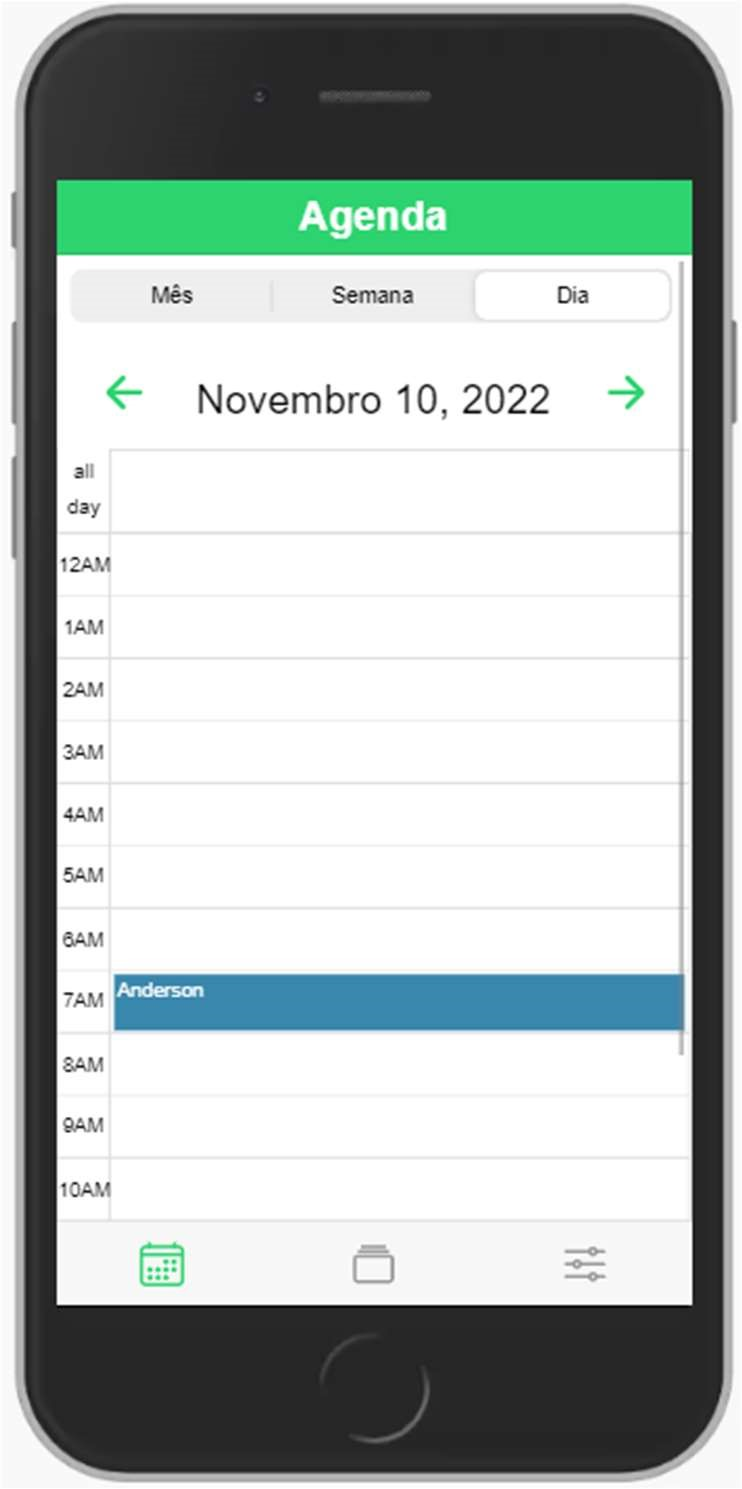 Agenda
Mês Semana Dia
Novembro 10, 2022
all
day
12AM
1AM
2AM
3AM
4AM
5AM
6AM
7AM Anderson
8AM
9AM
10AM